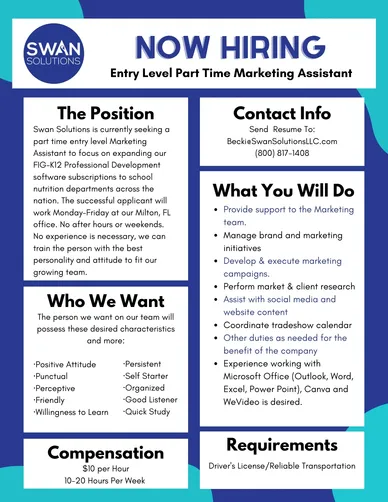 SWAN
SOLUTIONS
NOW HIRING
Entry Level Part Time Marketing Assistant
The Position
Swan Solutions is currently seeking a
part time entry level Marketing
Assistant to focus on expanding our
FIG-K12 Professional Development
software subscriptions to school
nutrition departments across the
nation. The successful applicant will
work Monday-Friday at our Milton, FL
office. No after hours or weekends.
No experience is necessary, we can
train the person with the best
personality and attitude to fit our
growing team.
Who We Want
The person we want on our team will
possess these desired characteristics
and more:
·Positive Attitude
·Punctual
·Perceptive
·Friendly
·Willingness to Learn
·Persistent
·Self Starter
·Organized
·Good Listener
·Quick Study
Compensation
$10 per Hour
10-20 Hours Per Week
Contact Info
Send Resume To:
BeckieSwanSolutionsLLC.com
(800) 817-1408
What You Will Do
• Provide support to the Marketing
team.
• Manage brand and marketing
initiatives
• Develop & execute marketing
campaigns.
• Perform market & client research
• Assist with social media and
website content
• Coordinate tradeshow calendar
• Other duties as needed for the
benefit of the company
• Experience working with
Microsoft Office (Outlook, Word,
Excel, Power Point), Canva and
WeVideo is desired.
Requirements
Driver's License/Reliable Transportation